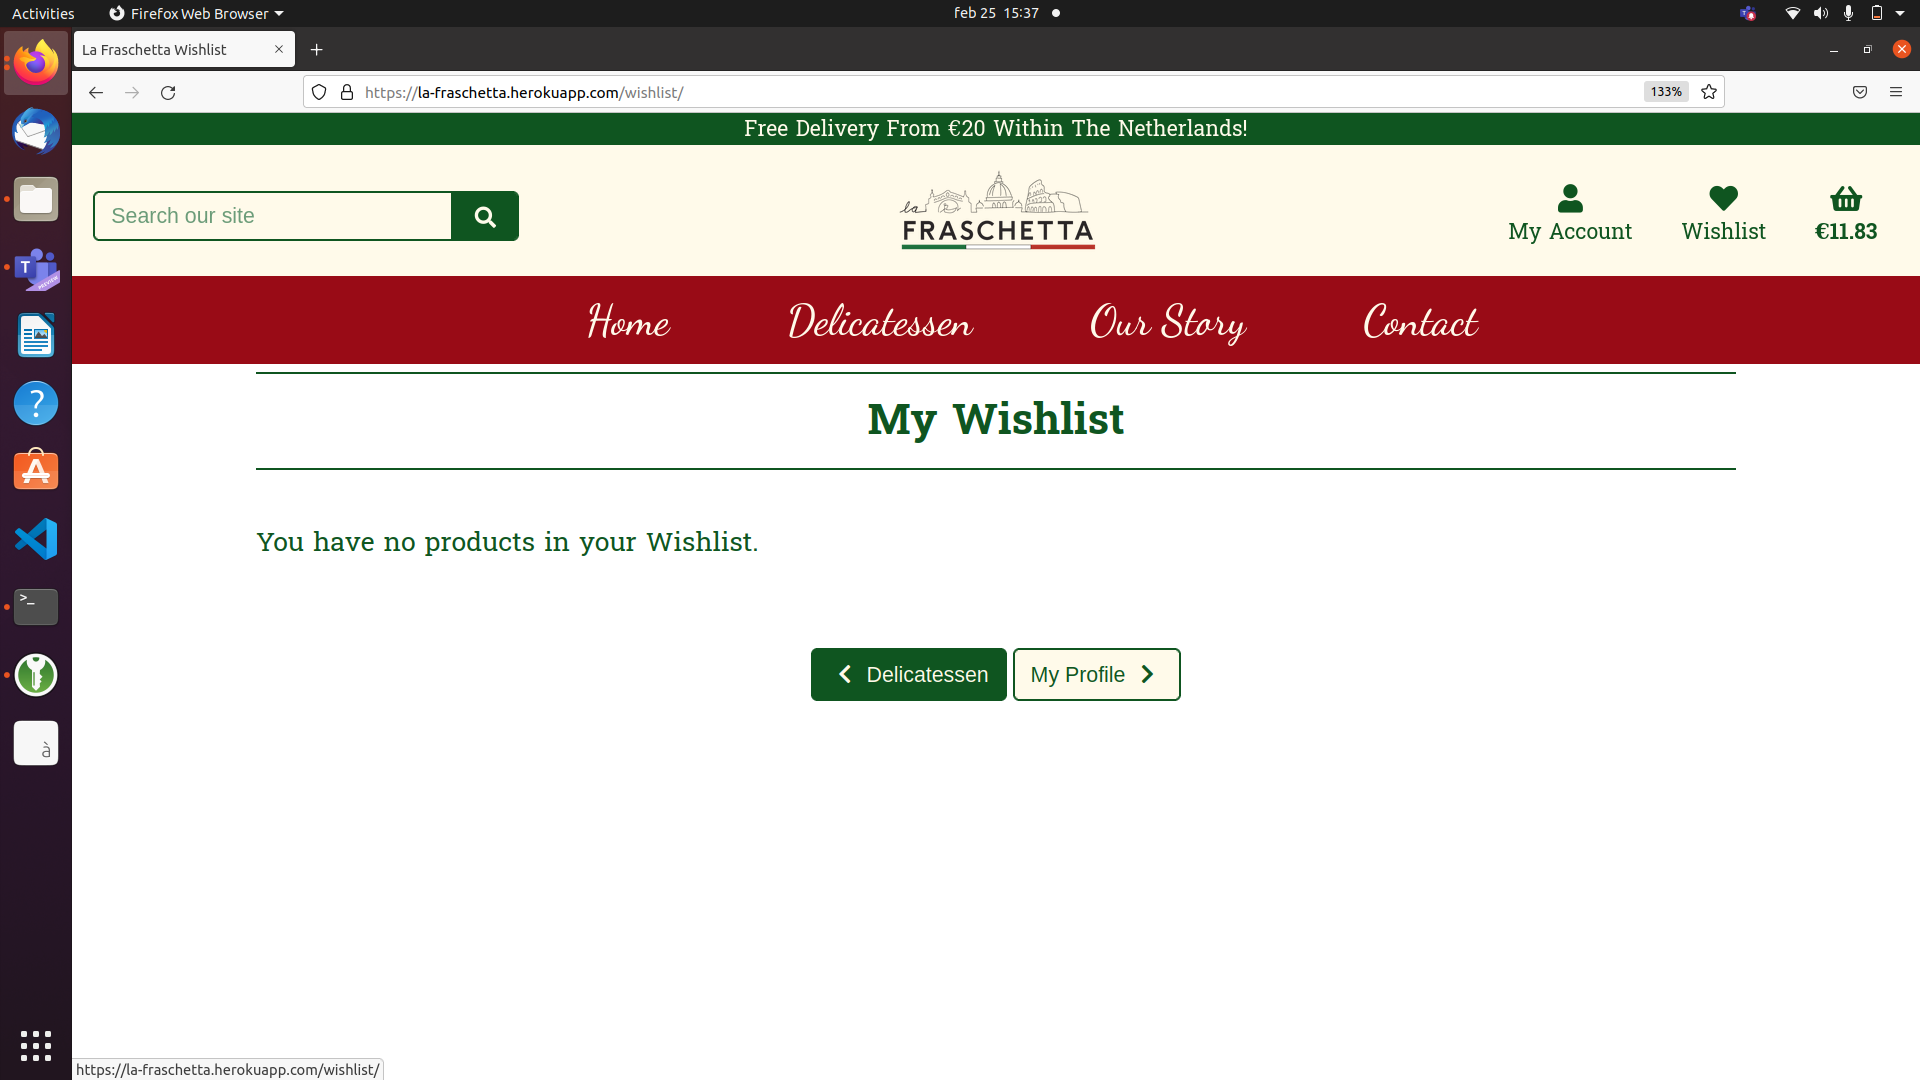 Activities
Firefox Web Browser
feb 25 15:37
La Fraschetta Wishlist
https://la-fraschetta.herokuapp.com/wishlist/
133%
Free Delivery From €20 Within The Netherlands!
Search our site
la
FRASCHETTA
My Account
Wishlist
€11.83
Home
Delicatessen
Our Story
Contact
My Wishlist
You have no products in your Wishlist.
Delicatessen
My Profile
https://la-fraschetta.herokuapp.com/wishlist/
T
PREVIEW
?
A
>_
à